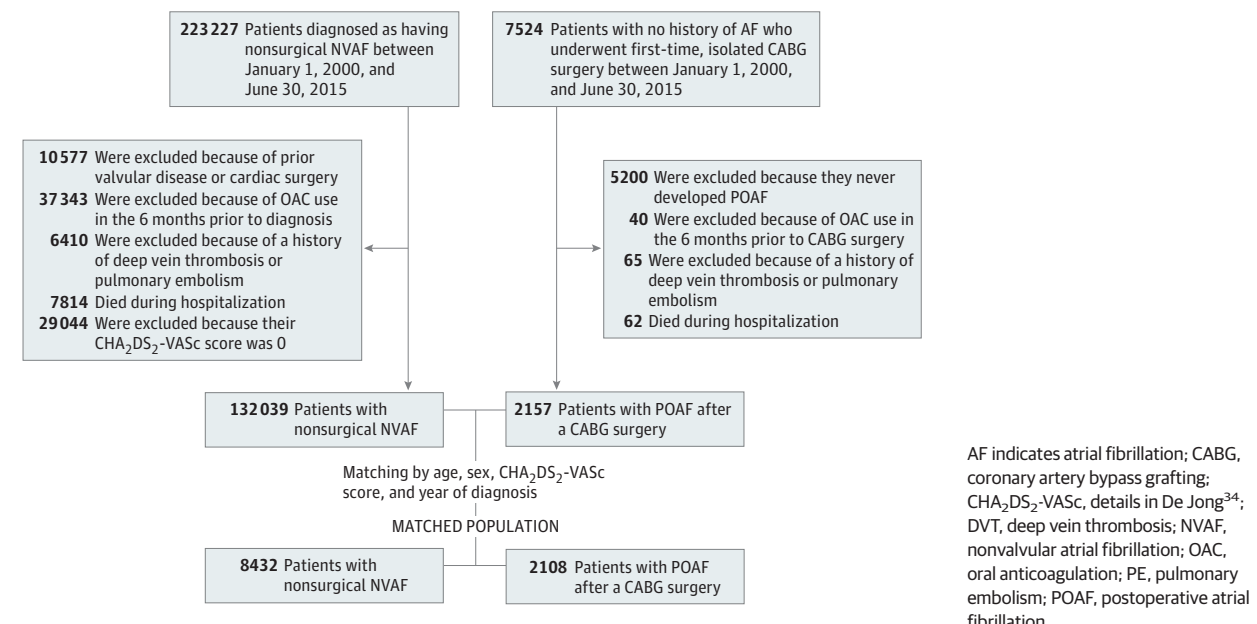 223227 Patients diagnosed as having
nonsurgical NVAF between
January 1, 2000, and
June 30, 2015
7524 Patients with no history of AF who
underwent first-time, isolated CABG
surgery between January 1, 2000,
and June 30, 2015
10577 Were excluded because of prior
valvular disease or cardiac surgery
37343 Were excluded because of OAC use
in the 6 months prior to diagnosis
6410 Were excluded because of a history
of deep vein thrombosis or
pulmonary embolism
7814 Died during hospitalization
29044 Were excluded because their
CHA₂DS₂-VASc score was 0
5200 Were excluded because they never
developed POAF
40 Were excluded because of OAC use in
the 6 months prior to CABG surgery
65 Were excluded because of a history of
deep vein thrombosis or pulmonary
embolism
62 Died during hospitalization
132039 Patients with
nonsurgical NVAF
2157 Patients with POAF after
a CABG surgery
Matching by age, sex, CHA₂DS₂-VASc
score, and year of diagnosis
MATCHED POPULATION
8432 Patients with
nonsurgical NVAF
2108 Patients with POAF
after a CABG surgery
AF indicates atrial fibrillation; CABG,
coronary artery bypass grafting;
CHA₂DS₂-VASc, details in De Jong³⁴;
DVT, deep vein thrombosis; NVAF,
nonvalvular atrial fibrillation; OAC,
oral anticoagulation; PE, pulmonary
embolism; POAF, postoperative atrial
fibrillation